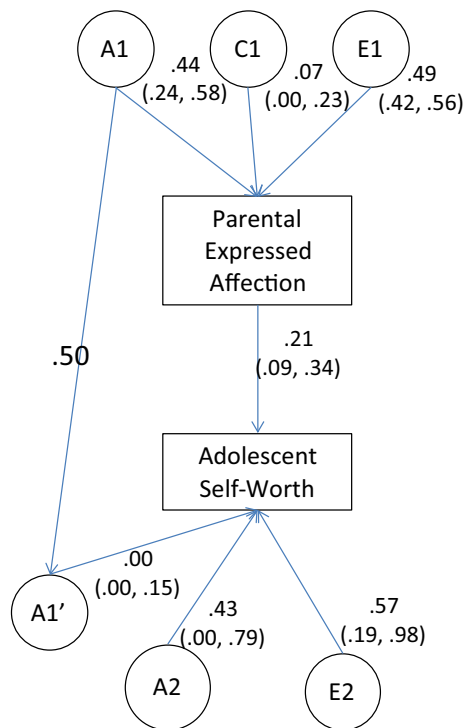 A1
C1
E1
.44
(.24, .58)
.07
(.00, .23)
.49
(.42, .56)
Parental
Expressed
Affection
.50
.21
(.09, .34)
Adolescent
Self-Worth
A1’
.00
(.00, .15)
.43
(.00, .79)
.57
(.19, .98)
A2
E2